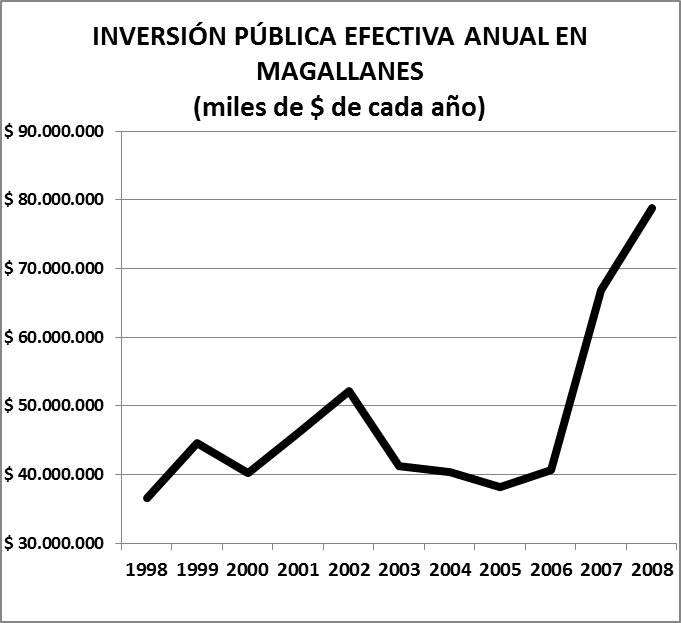 INVERSIÓN PÚBLICA EFECTIVA ANUAL EN
MAGALLANES
(miles de $ de cada año)
$ 90.000.000
$ 80.000.000
$ 70.000.000
$ 60.000.000
$ 50.000.000
$ 40.000.000
$ 30.000.000
1998 1999 2000 2001 2002 2003 2004 2005 2006 2007 2008